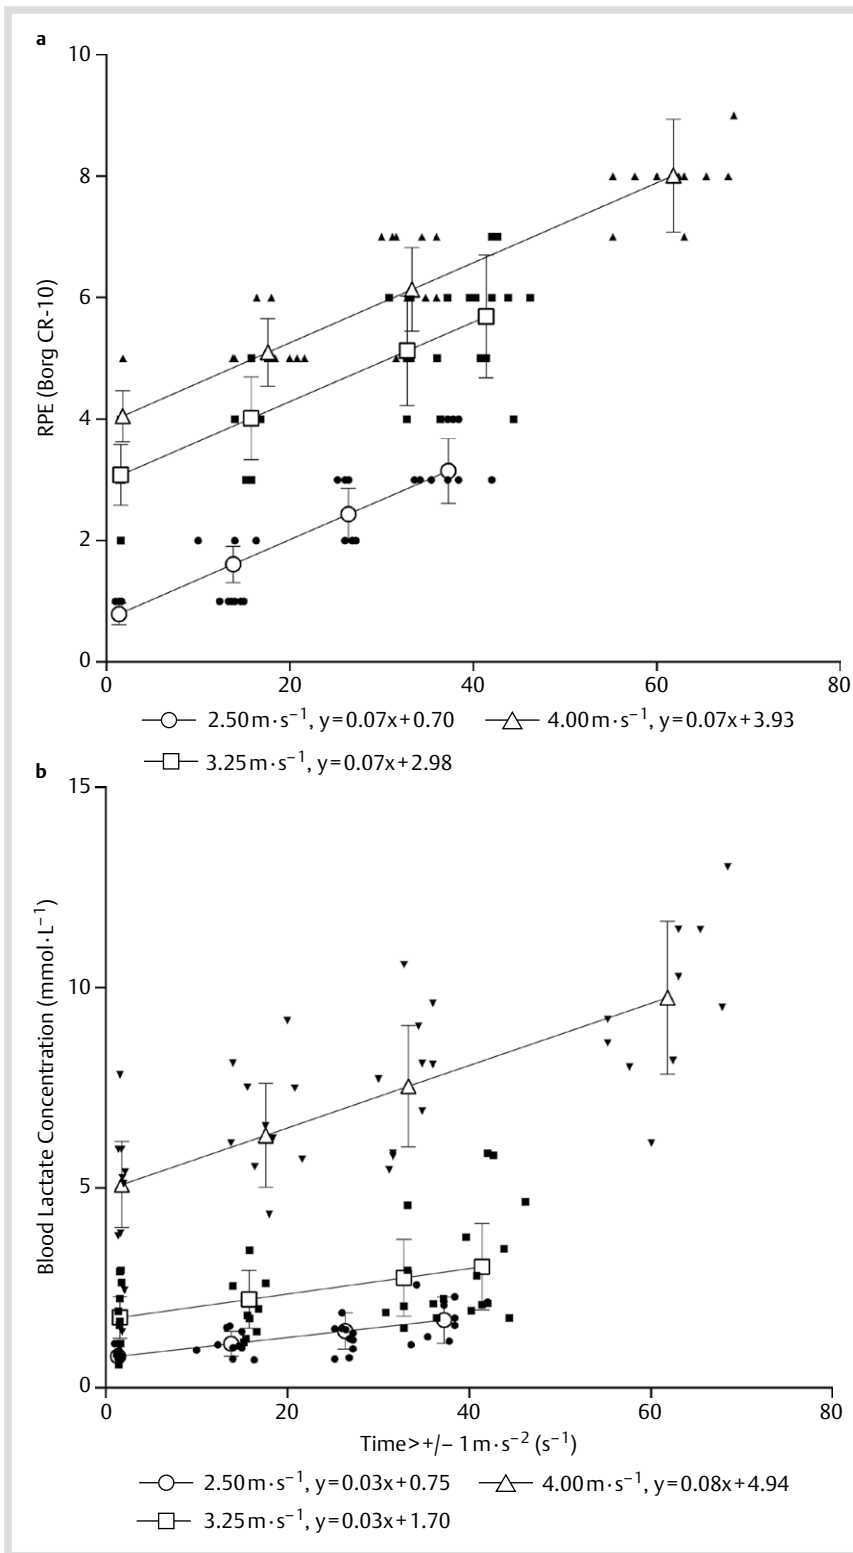 a
10
8
6
4
2
0
RPE (Borg CR-10)
0 20 40 60 80
2.50 m·s⁻¹, y=0.07x+0.70 4.00 m·s⁻¹, y=0.07x+3.93
3.25 m·s⁻¹, y=0.07x+2.98
b
15
10
5
0
Blood Lactate Concentration (mmol·L⁻¹)
0 20 40 60 80
Time>+/− 1 m·s⁻² (s⁻¹)
2.50 m·s⁻¹, y=0.03x+0.75 4.00 m·s⁻¹, y=0.08x+4.94
3.25 m·s⁻¹, y=0.03x+1.70